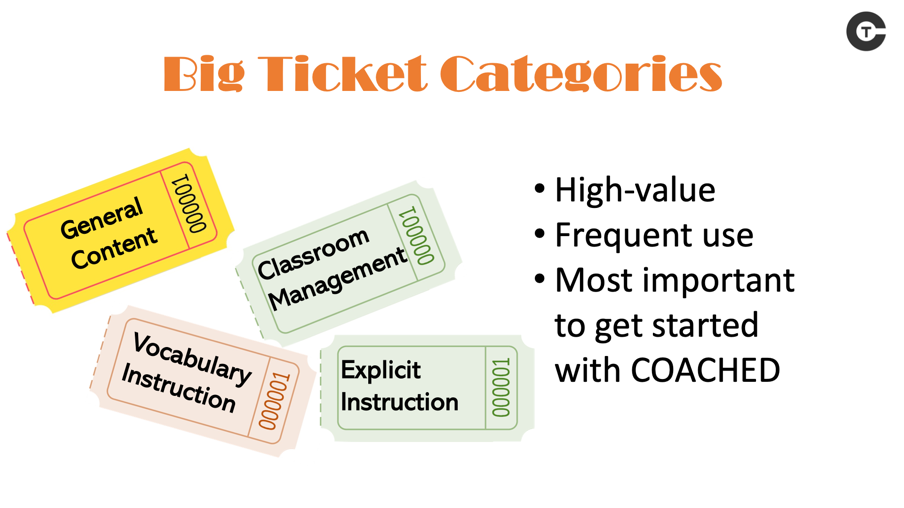 T
Big Ticket Categories
General
Content
000001
Classroom
Management
000001
Vocabulary
Instruction
000001
Explicit
Instruction
000001
• High-value
• Frequent use
• Most important
to get started
with COACHED